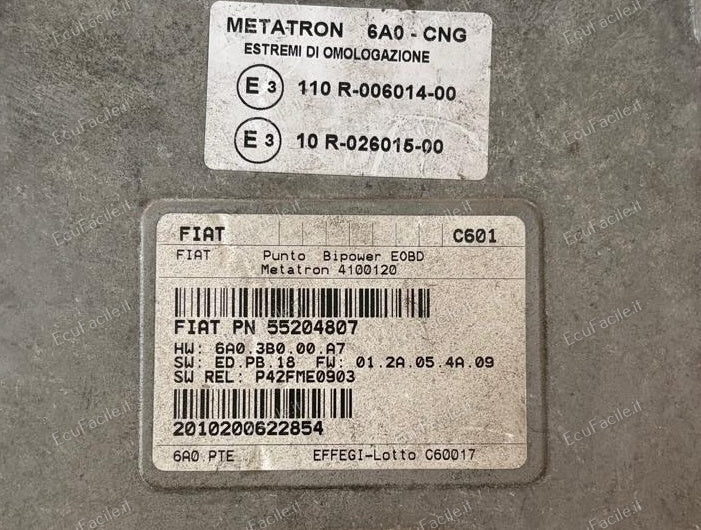 METATRON 6A0 - CNG
ESTREMI DI OMOLOGAZIONE
E 3 110 R-006014-00
E 3 10 R-026015-00
FIAT C601
FIAT Punto Bipower EOBD
Metatron 4100120
FIAT PN 55204807
HW: 6A0.3B0.00.A7
SW: ED.PB.18 FW: 01.2A.05.4A.09
SW REL: P42FME0903
2010200622854
6A0 PTE EFFEGI-Lotto C60017
EcuFacile.it